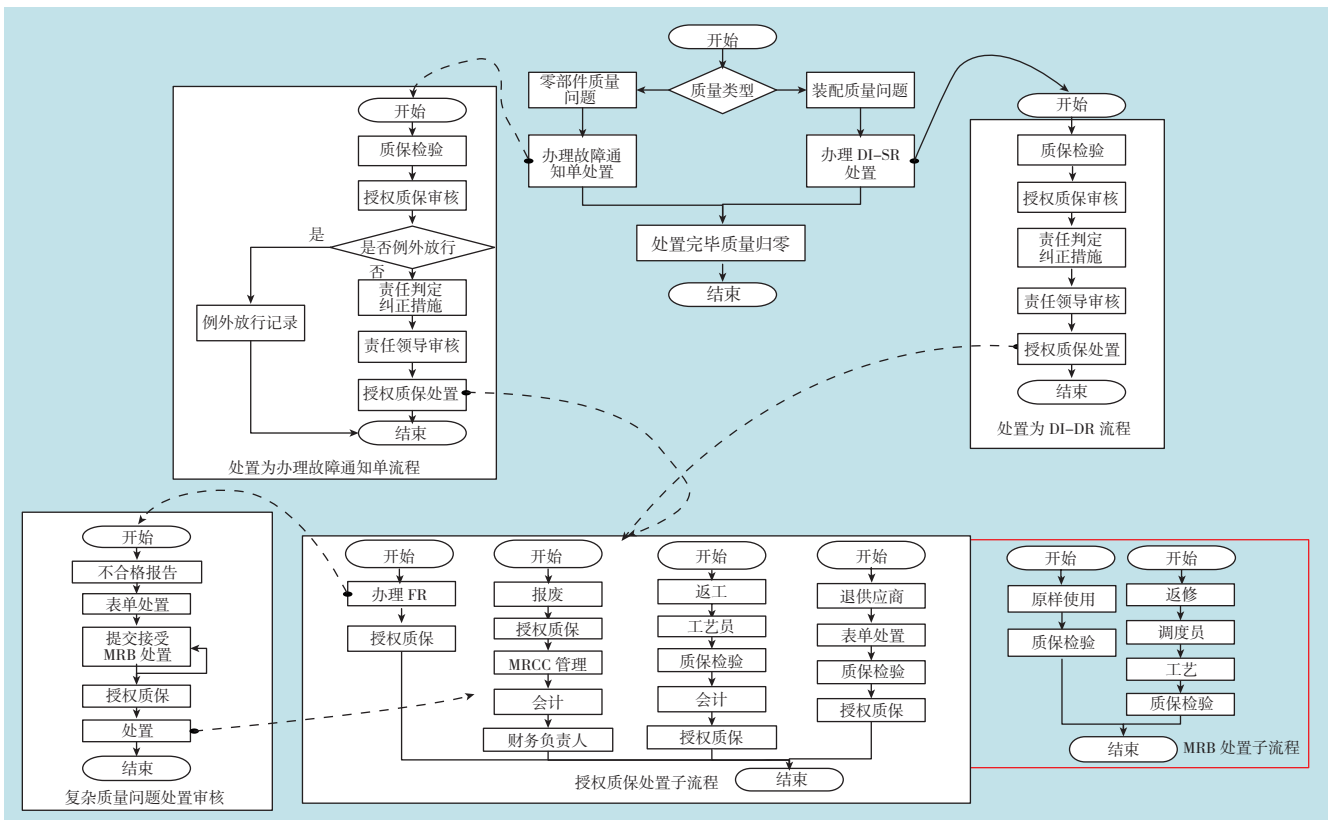 开始
质量类型
零部件质量
问题
装配质量问题
办理故障通
知单处置
办理 DI–SR
处置
处置完毕质量归零
结束
开始
质保检验
授权质保审核
是否例外放行
是
否
例外放行记录
责任判定
纠正措施
责任领导审核
授权质保处置
结束
处置为办理故障通知单流程
开始
质保检验
授权质保审核
责任判定
纠正措施
责任领导审核
授权质保处置
结束
处置为 DI–DR 流程
开始
不合格报告
表单处置
提交接受
MRB 处置
授权质保
处置
结束
复杂质量问题处置审核
开始
办理 FR
授权质保
开始
报废
授权质保
MRCC 管理
会计
财务负责人
开始
返工
工艺员
质保检验
会计
授权质保
开始
退供应商
表单处置
质保检验
授权质保
结束
授权质保处置子流程
开始
原样使用
质保检验
开始
返修
调度员
工艺
质保检验
结束
MRB 处置子流程